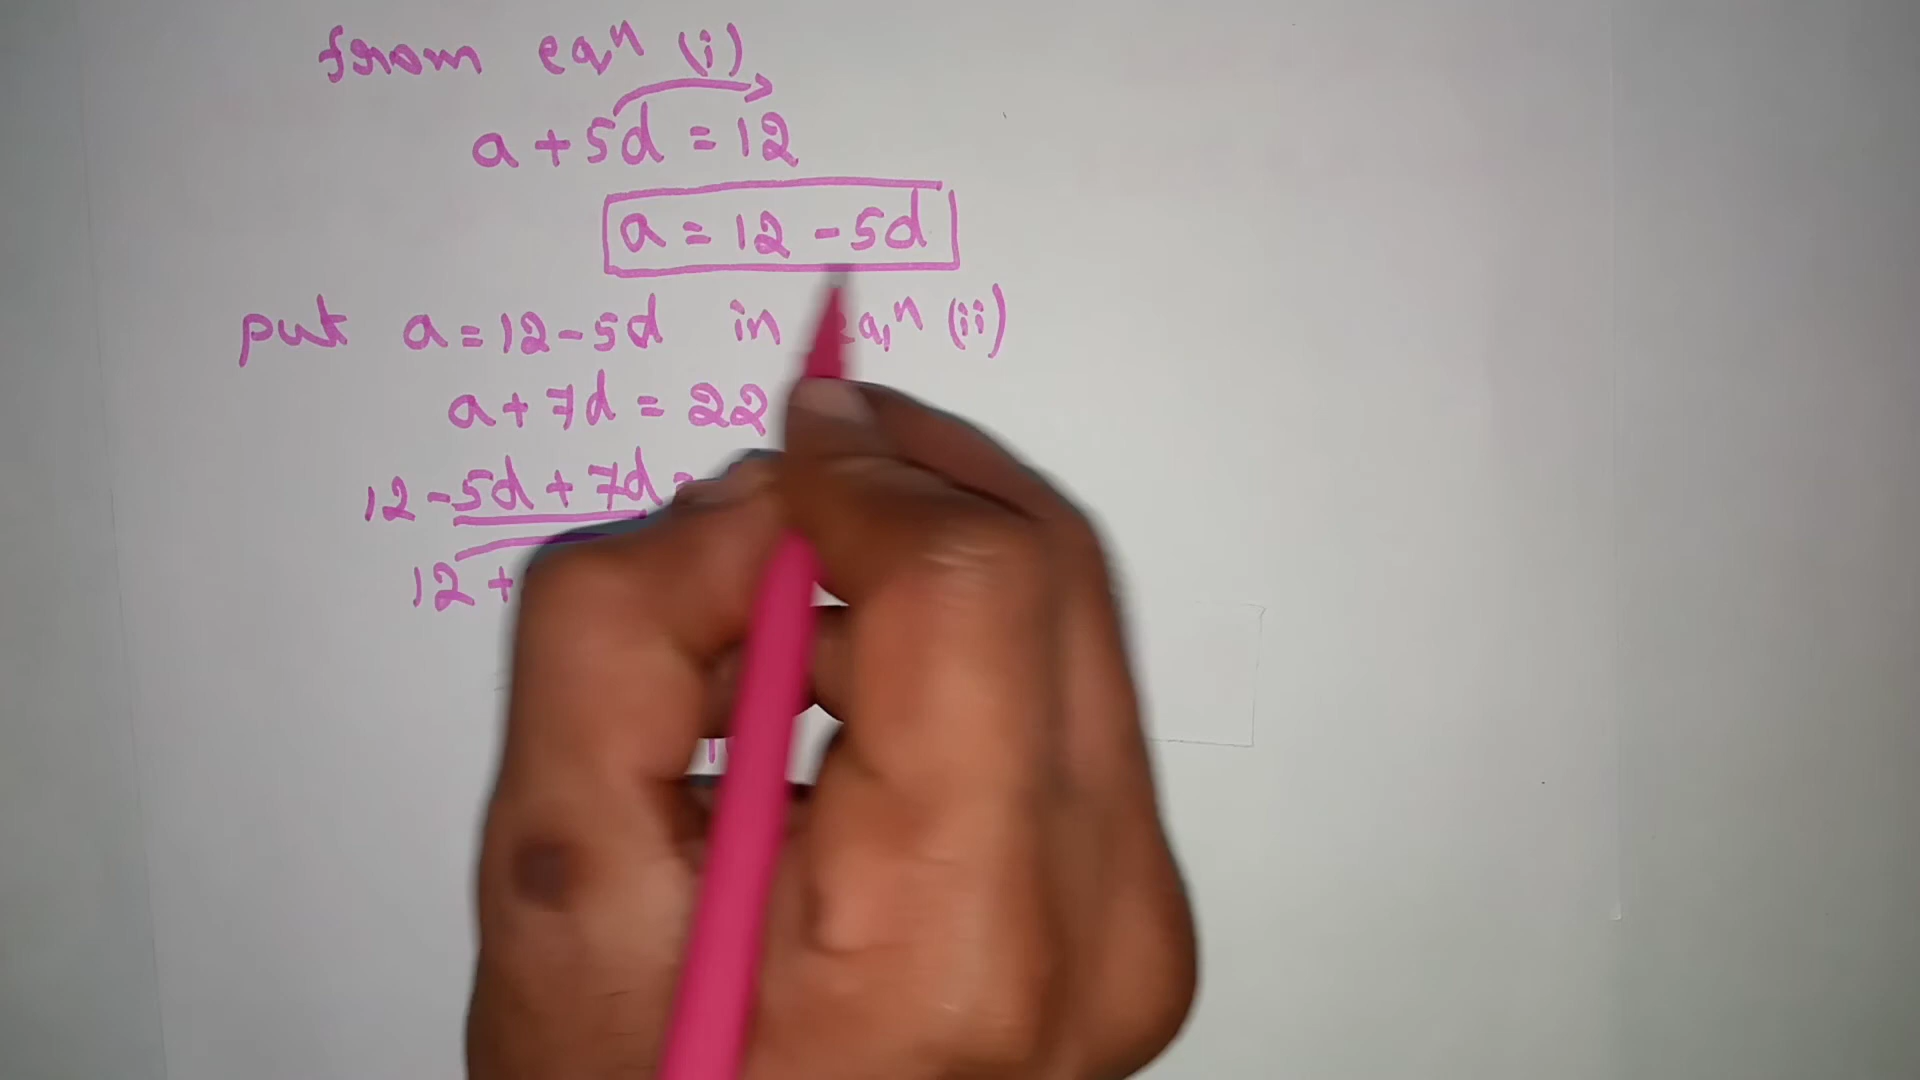 from eqⁿ (i)
a + 5d = 12
a = 12 - 5d
put a = 12 - 5d in eqⁿ (ii)
a + 7d = 22
12 - 5d + 7d =
12 +